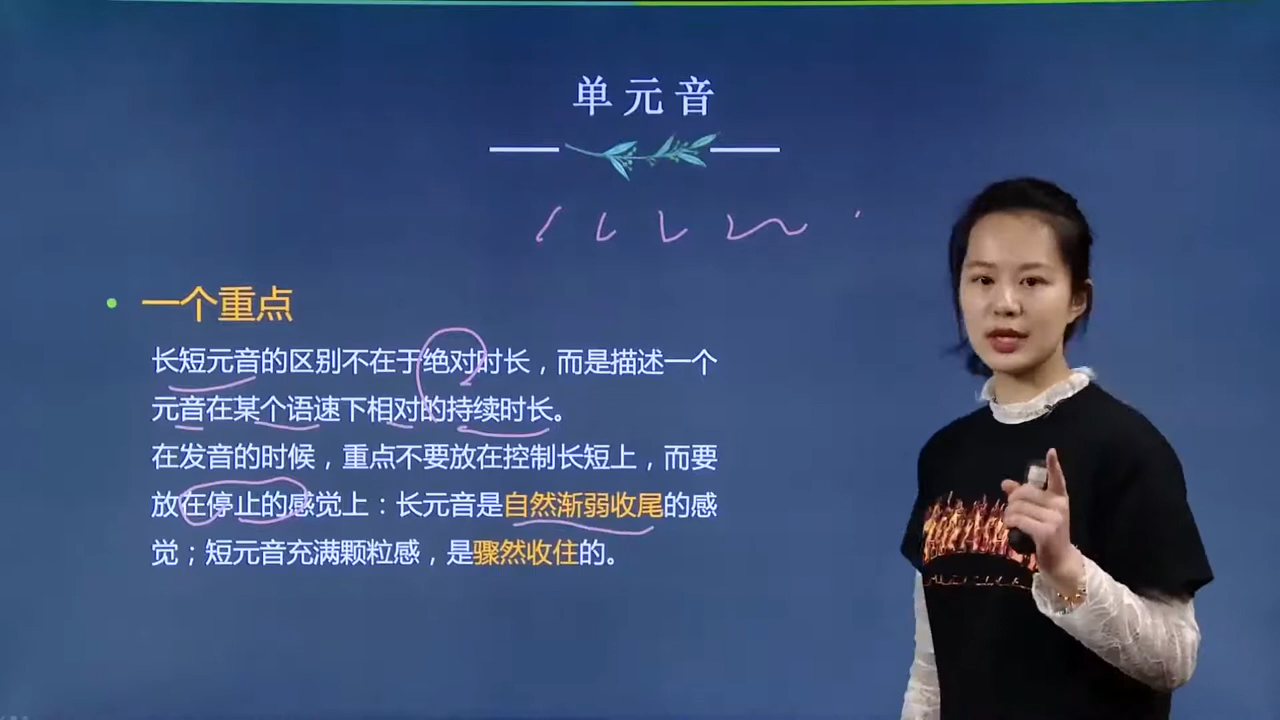 单元音
一个重点
长短元音的区别不在于绝对时长，而是描述一个
元音在某个语速下相对的持续时长。
在发音的时候，重点不要放在控制长短上，而要
放在停止的感觉上：长元音是自然渐弱收尾的感
觉；短元音充满颗粒感，是骤然收住的。